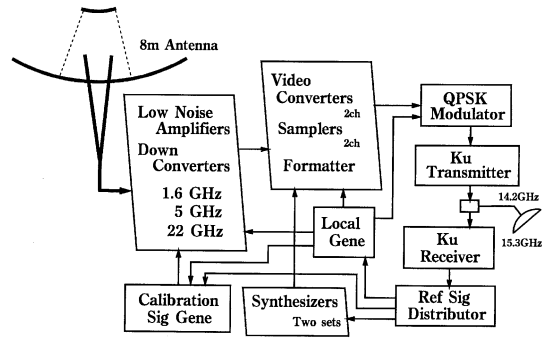 8m Antenna
Low Noise
Amplifiers
Down
Converters
1.6 GHz
5 GHz
22 GHz
Video
Converters
2ch
Samplers
2ch
Formatter
QPSK
Modulator
Ku
Transmitter
14.2GHz
15.3GHz
Ku
Receiver
Local
Gene
Calibration
Sig Gene
Synthesizers
Two sets
Ref Sig
Distributor